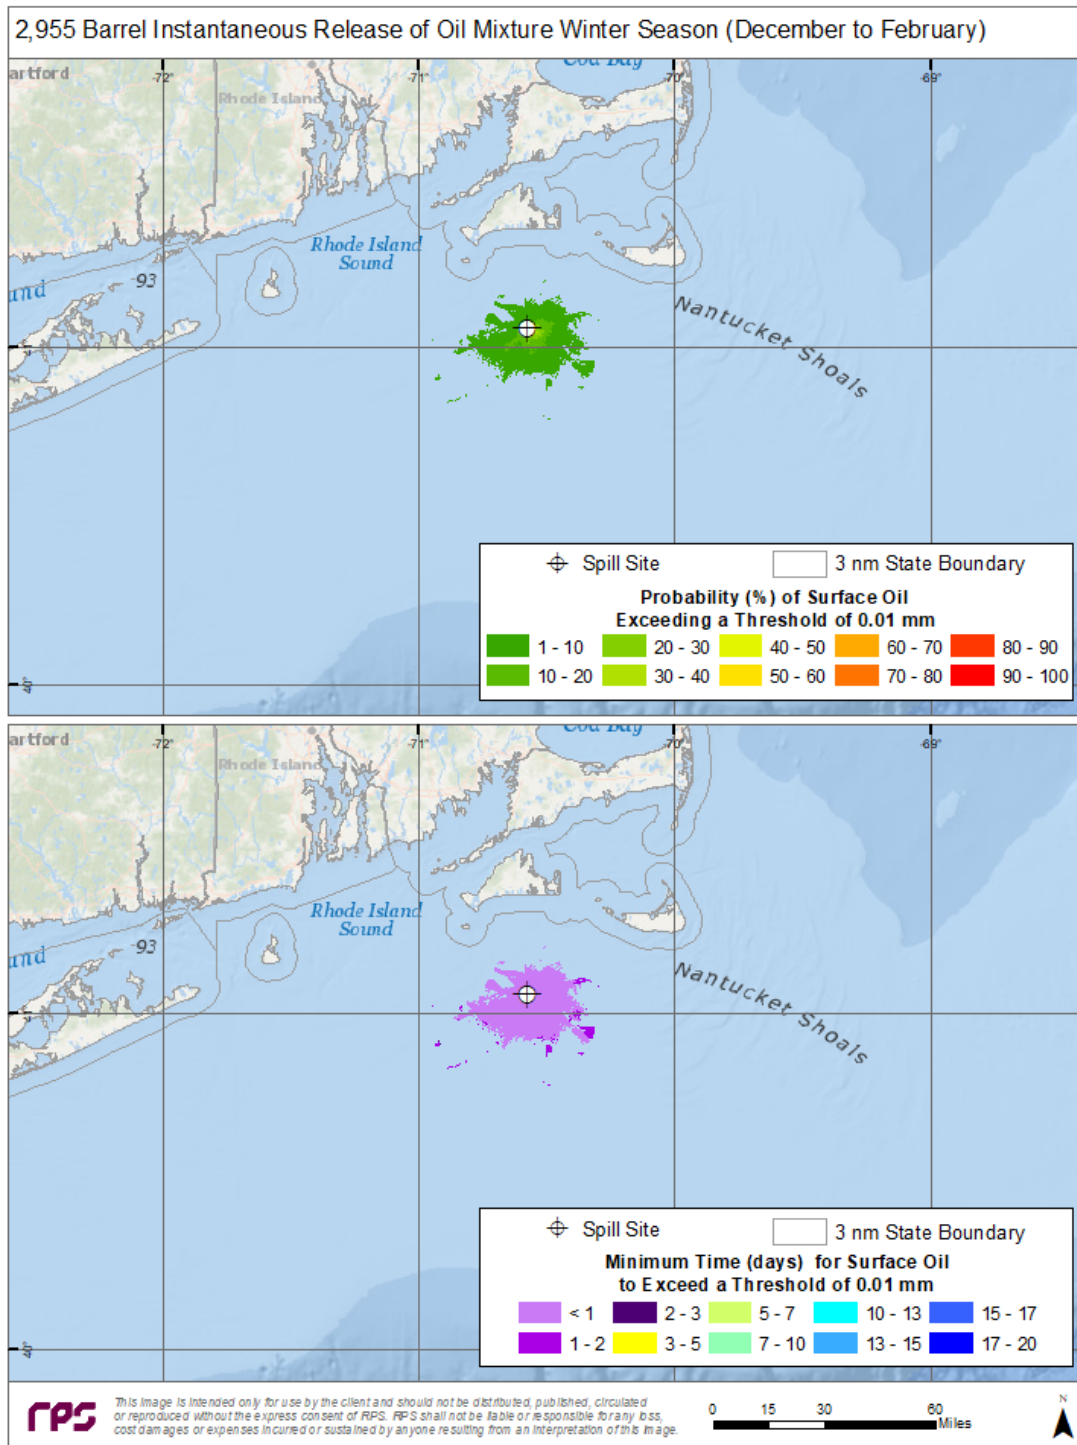 2,955 Barrel Instantaneous Release of Oil Mixture Winter Season (December to February)
artford
-72°
-71°
Cod Bay
-70°
-69°
Rhode Island
Rhode Island
Sound
93
and
Nantucket Shoals
40°
Spill Site
3 nm State Boundary
Probability (%) of Surface Oil
Exceeding a Threshold of 0.01 mm
1 - 10
20 - 30
40 - 50
60 - 70
80 - 90
10 - 20
30 - 40
50 - 60
70 - 80
90 - 100
artford
-72°
-71°
Cod Bay
-70°
-69°
Rhode Island
Rhode Island
Sound
93
and
Nantucket Shoals
40°
Spill Site
3 nm State Boundary
Minimum Time (days) for Surface Oil
to Exceed a Threshold of 0.01 mm
< 1
2 - 3
5 - 7
10 - 13
15 - 17
1 - 2
3 - 5
7 - 10
13 - 15
17 - 20
rps
This image is intended only for use by the client and should not be distributed, published, circulated
or reproduced without the express consent of RPS. RPS shall not be liable or responsible for any loss,
cost damages or expenses incurred or sustained by anyone resulting from an interpretation of this image.
0 15 30 60
Miles
N